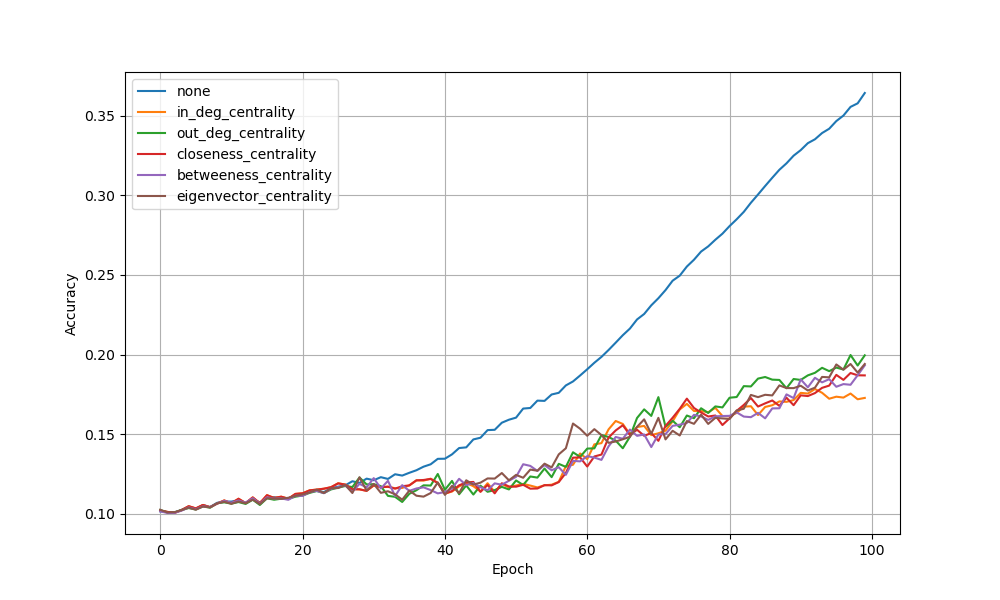 none
in_deg_centrality
out_deg_centrality
closeness_centrality
betweeness_centrality
eigenvector_centrality
0.35
0.30
0.25
0.20
0.15
0.10
Accuracy
0 20 40 60 80 100
Epoch